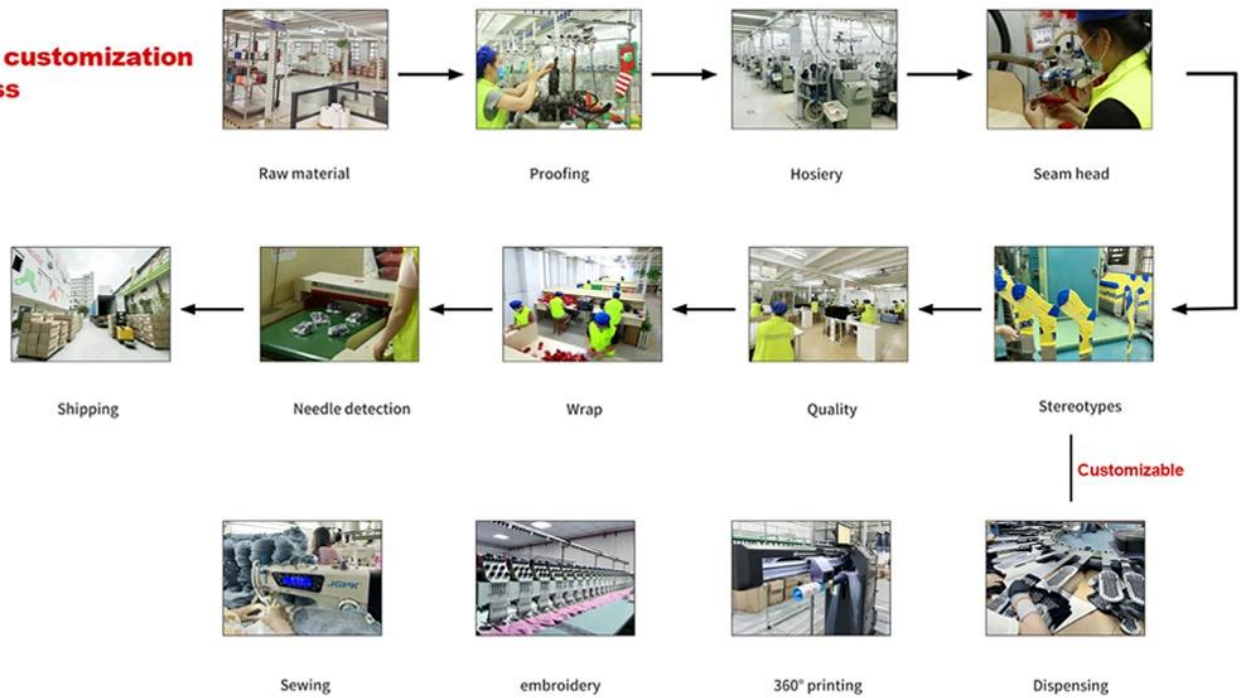 customization
ss
Raw material
Proofing
Hosiery
Seam head
Shipping
Needle detection
Wrap
Quality
Stereotypes
Customizable
JGPK
Sewing
embroidery
360° printing
Dispensing